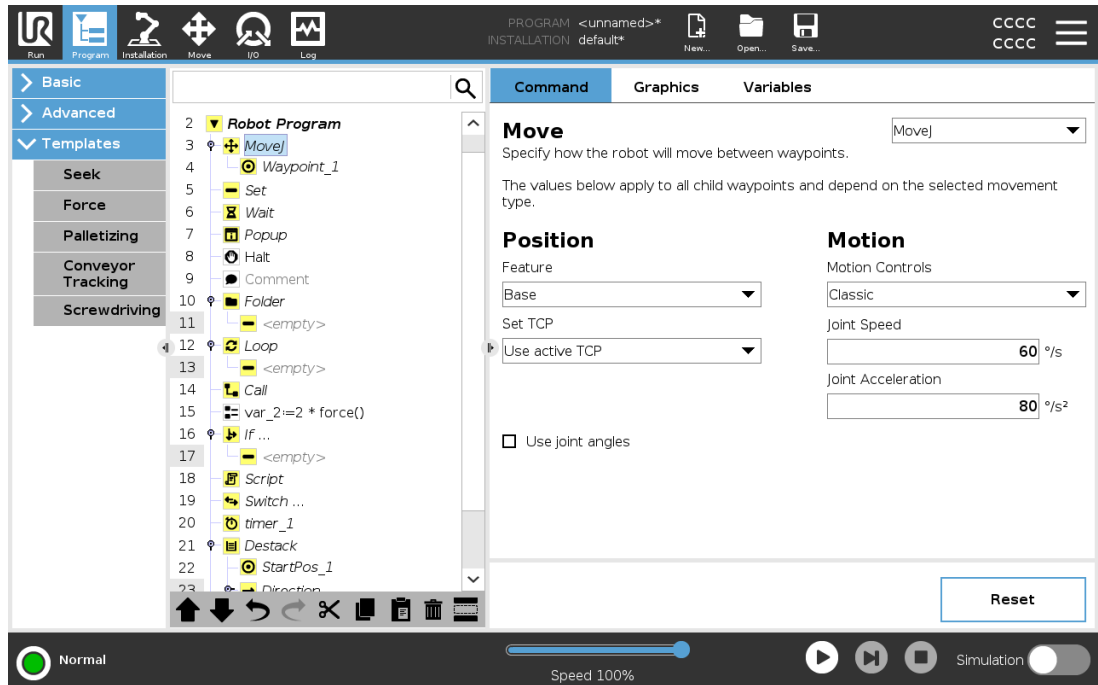 PROGRAM <unnamed>*
INSTALLATION default*
CCCC
CCCC
Run Program Installation Move I/O Log New... Open... Save...
Basic
Advanced
Templates
Seek
Force
Palletizing
Conveyor
Tracking
Screwdriving
2 Robot Program
3 MoveJ
4 Waypoint_1
5 Set
6 Wait
7 Popup
8 Halt
9 Comment
10 Folder
11 <empty>
12 Loop
13 <empty>
14 Call
15 var_2:=2 * force()
16 If ...
17 <empty>
18 Script
19 Switch ...
20 timer_1
21 Destack
22 StartPos_1
23 Direction
Command Graphics Variables
Move
MoveJ
Specify how the robot will move between waypoints.
The values below apply to all child waypoints and depend on the selected movement
type.
Position
Feature
Base
Set TCP
Use active TCP
Use joint angles
Motion
Motion Controls
Classic
Joint Speed
60 °/s
Joint Acceleration
80 °/s²
Reset
Normal
Speed 100%
Simulation